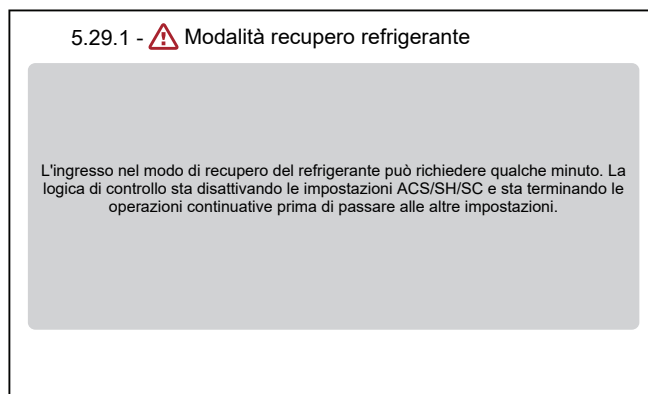 5.29.1 - Modalità recupero refrigerante
L'ingresso nel modo di recupero del refrigerante può richiedere qualche minuto. La
logica di controllo sta disattivando le impostazioni ACS/SH/SC e sta terminando le
operazioni continuative prima di passare alle altre impostazioni.